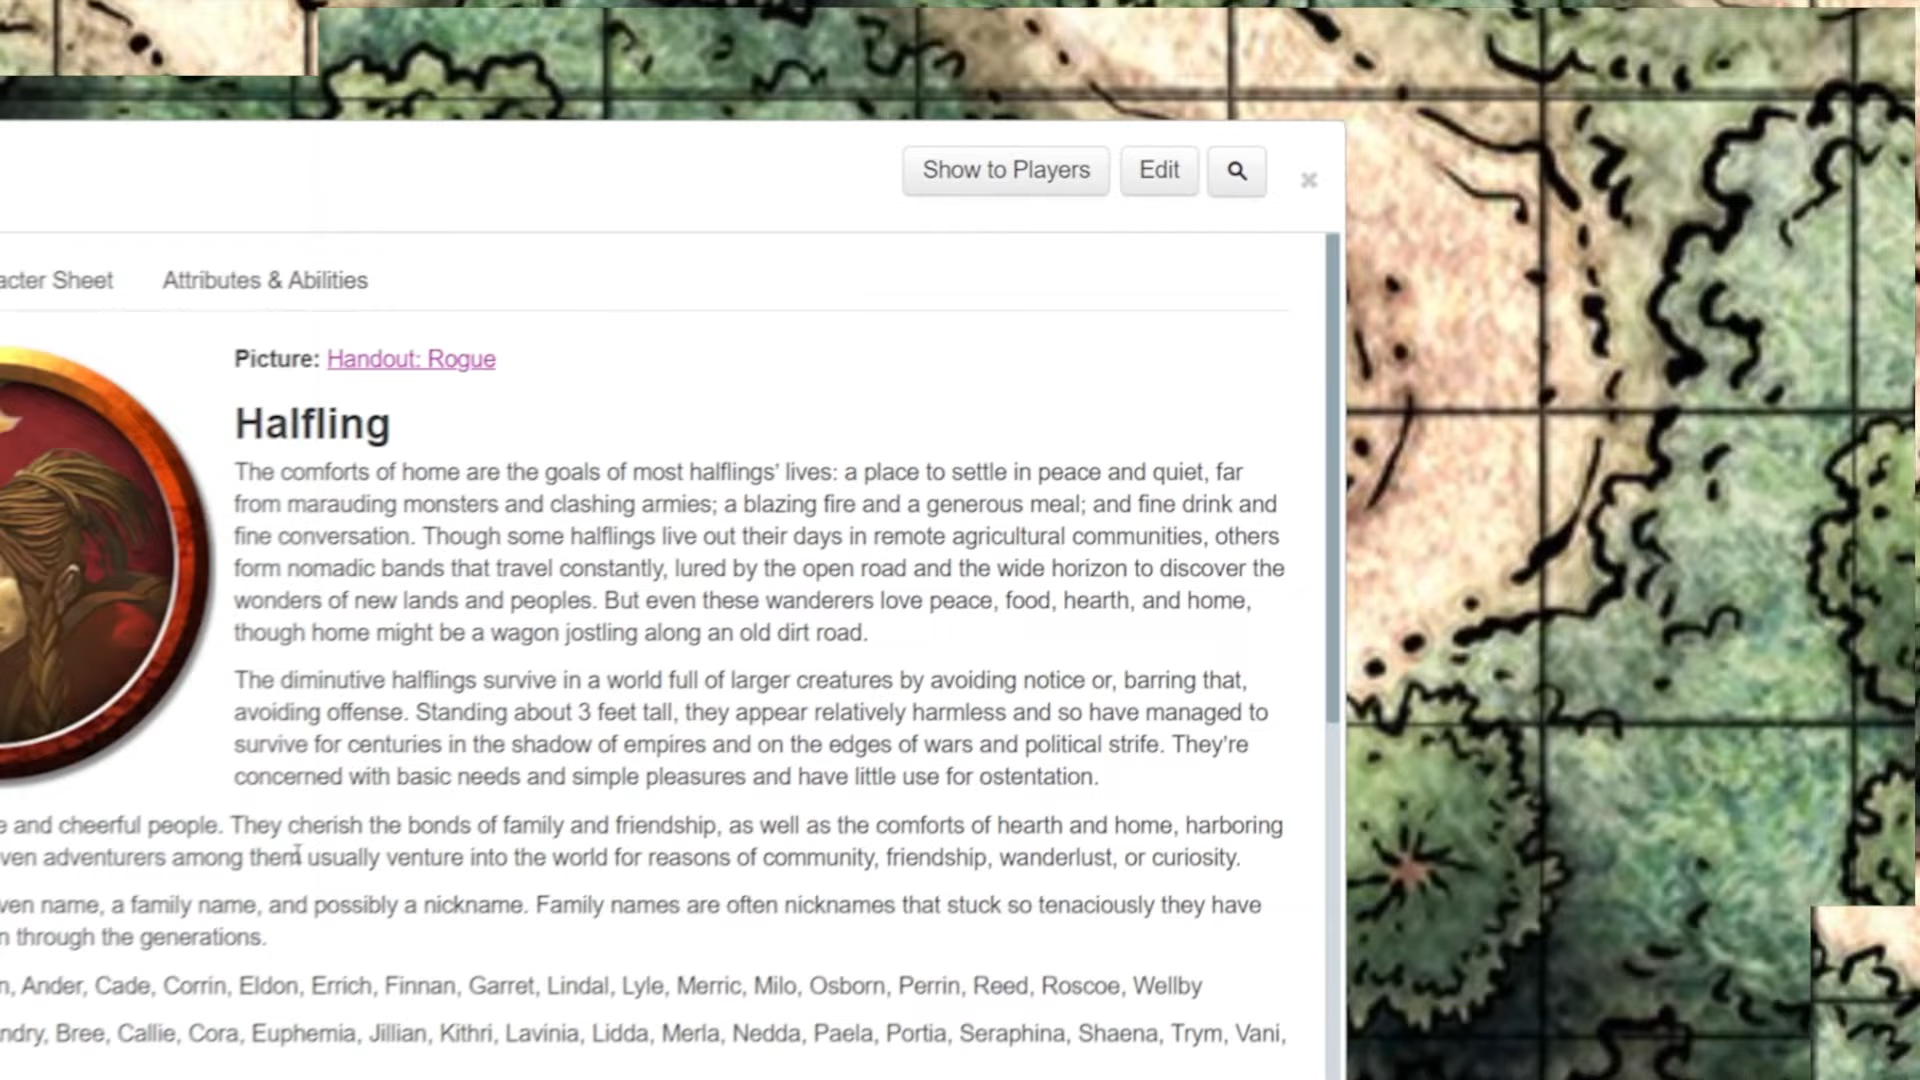 Show to Players Edit
acter Sheet Attributes & Abilities
Picture: Handout: Rogue
Halfling
The comforts of home are the goals of most halflings' lives: a place to settle in peace and quiet, far
from marauding monsters and clashing armies; a blazing fire and a generous meal; and fine drink and
fine conversation. Though some halflings live out their days in remote agricultural communities, others
form nomadic bands that travel constantly, lured by the open road and the wide horizon to discover the
wonders of new lands and peoples. But even these wanderers love peace, food, hearth, and home,
though home might be a wagon jostling along an old dirt road.
The diminutive halflings survive in a world full of larger creatures by avoiding notice or, barring that,
avoiding offense. Standing about 3 feet tall, they appear relatively harmless and so have managed to
survive for centuries in the shadow of empires and on the edges of wars and political strife. They're
concerned with basic needs and simple pleasures and have little use for ostentation.
e and cheerful people. They cherish the bonds of family and friendship, as well as the comforts of hearth and home, harboring
ven adventurers among them usually venture into the world for reasons of community, friendship, wanderlust, or curiosity.
ven name, a family name, and possibly a nickname. Family names are often nicknames that stuck so tenaciously they have
n through the generations.
n, Ander, Cade, Corrin, Eldon, Errich, Finnan, Garret, Lindal, Lyle, Merric, Milo, Osborn, Perrin, Reed, Roscoe, Wellby
ndry, Bree, Callie, Cora, Euphemia, Jillian, Kithri, Lavinia, Lidda, Merla, Nedda, Paela, Portia, Seraphina, Shaena, Trym, Vani,